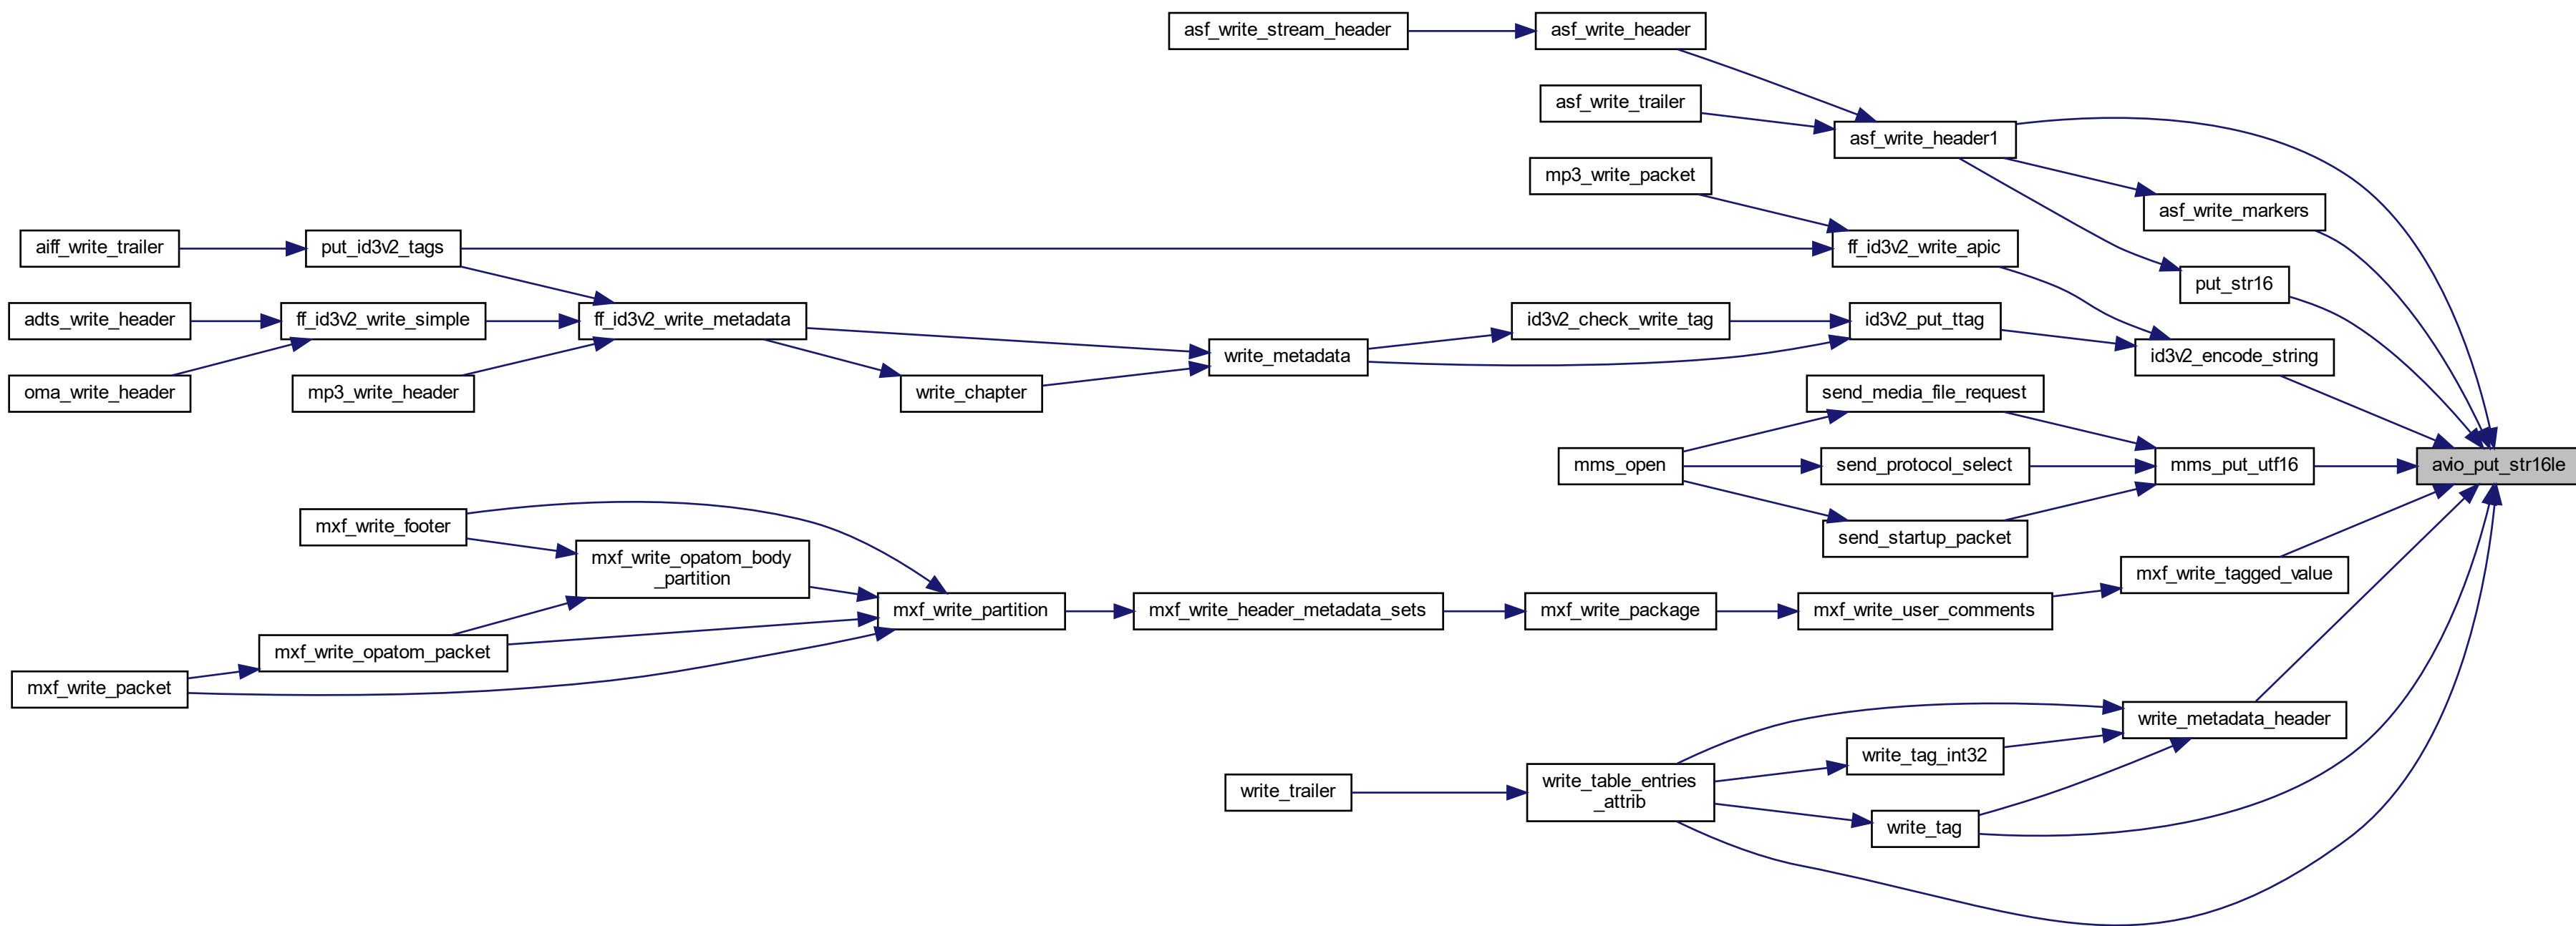 asf_write_stream_header
asf_write_header
asf_write_trailer
asf_write_header1
mp3_write_packet
asf_write_markers
aiff_write_trailer
put_id3v2_tags
ff_id3v2_write_apic
put_str16
adts_write_header
ff_id3v2_write_simple
ff_id3v2_write_metadata
id3v2_check_write_tag
id3v2_put_ttag
write_metadata
id3v2_encode_string
oma_write_header
mp3_write_header
write_chapter
send_media_file_request
mms_open
send_protocol_select
mms_put_utf16
avio_put_str16le
mxf_write_footer
send_startup_packet
mxf_write_opatom_body
_partition
mxf_write_tagged_value
mxf_write_partition
mxf_write_header_metadata_sets
mxf_write_package
mxf_write_user_comments
mxf_write_opatom_packet
mxf_write_packet
write_metadata_header
write_tag_int32
write_trailer
write_table_entries
_attrib
write_tag